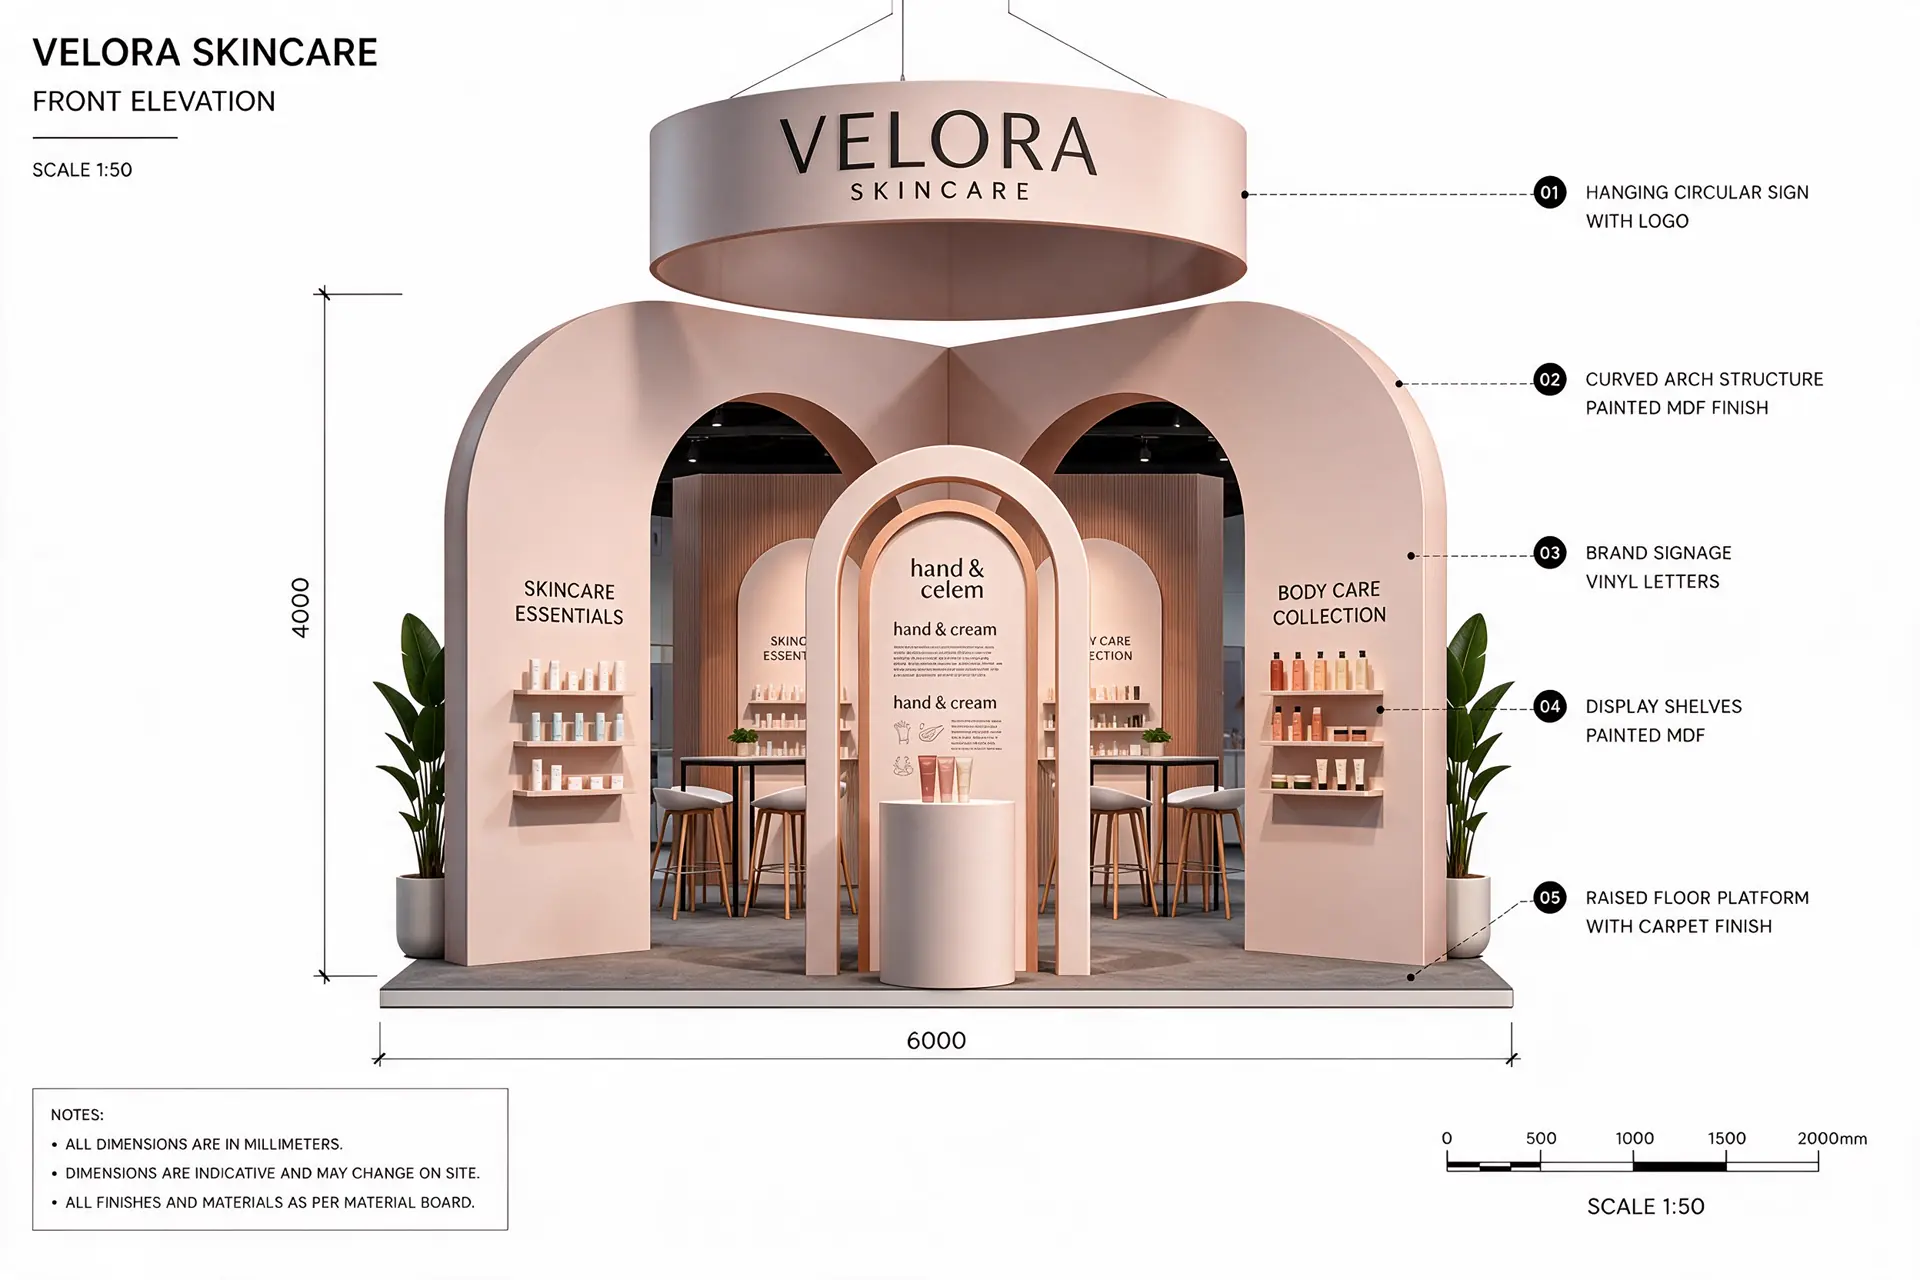 VELORA SKINCARE
FRONT ELEVATION
SCALE 1:50
VELORA
SKINCARE
01 HANGING CIRCULAR SIGN
WITH LOGO
02 CURVED ARCH STRUCTURE
PAINTED MDF FINISH
03 BRAND SIGNAGE
VINYL LETTERS
04 DISPLAY SHELVES
PAINTED MDF
05 RAISED FLOOR PLATFORM
WITH CARPET FINISH
4000
SKINCARE
ESSENTIALS
SKINC
ESSENT
hand &
celem
hand & cream
hand & cream
Y CARE
ECTION
BODY CARE
COLLECTION
6000
NOTES:
• ALL DIMENSIONS ARE IN MILLIMETERS.
• DIMENSIONS ARE INDICATIVE AND MAY CHANGE ON SITE.
• ALL FINISHES AND MATERIALS AS PER MATERIAL BOARD.
0 500 1000 1500 2000mm
SCALE 1:50